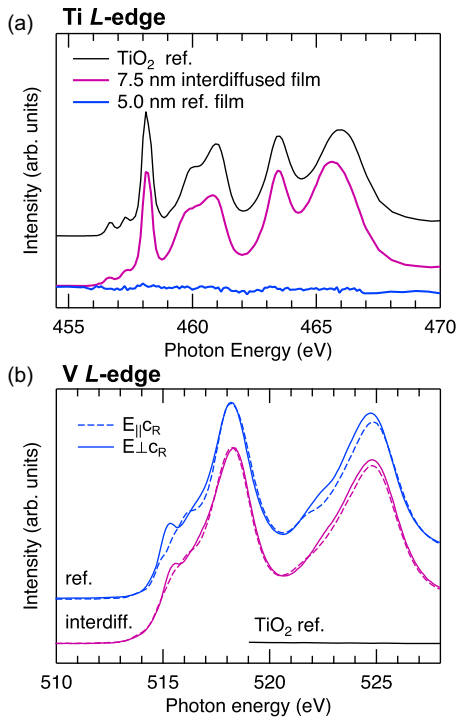 (a) Ti L-edge
TiO2 ref.
7.5 nm interdiffused film
5.0 nm ref. film
Intensity (arb. units)
455 460 465 470
Photon Energy (eV)
(b) V L-edge
E||cR
E⊥cR
Intensity (arb. units)
ref.
interdiff.
TiO2 ref.
510 515 520 525
Photon energy (eV)